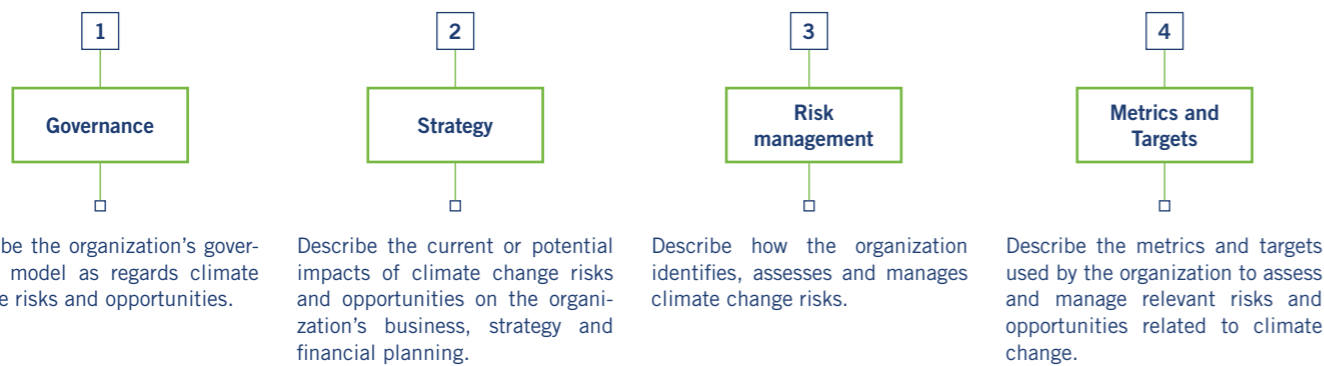 1
Governance
be the organization’s gover-
model as regards climate
e risks and opportunities.
2
Strategy
Describe the current or potential
impacts of climate change risks
and opportunities on the organi-
zation’s business, strategy and
financial planning.
3
Risk
management
Describe how the organization
identifies, assesses and manages
climate change risks.
4
Metrics and
Targets
Describe the metrics and targets
used by the organization to assess
and manage relevant risks and
opportunities related to climate
change.